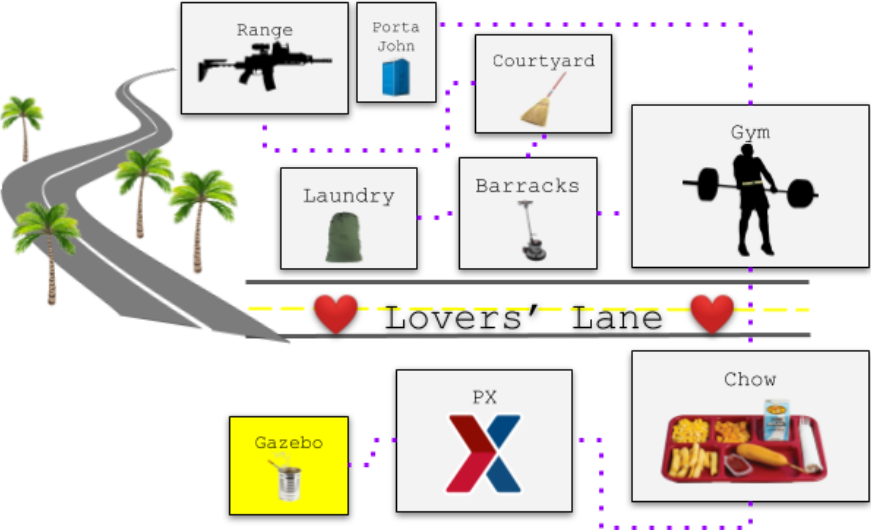 Range
Porta
John
Courtyard
Gym
Laundry
Barracks
Lovers’ Lane
Chow
PX
Gazebo